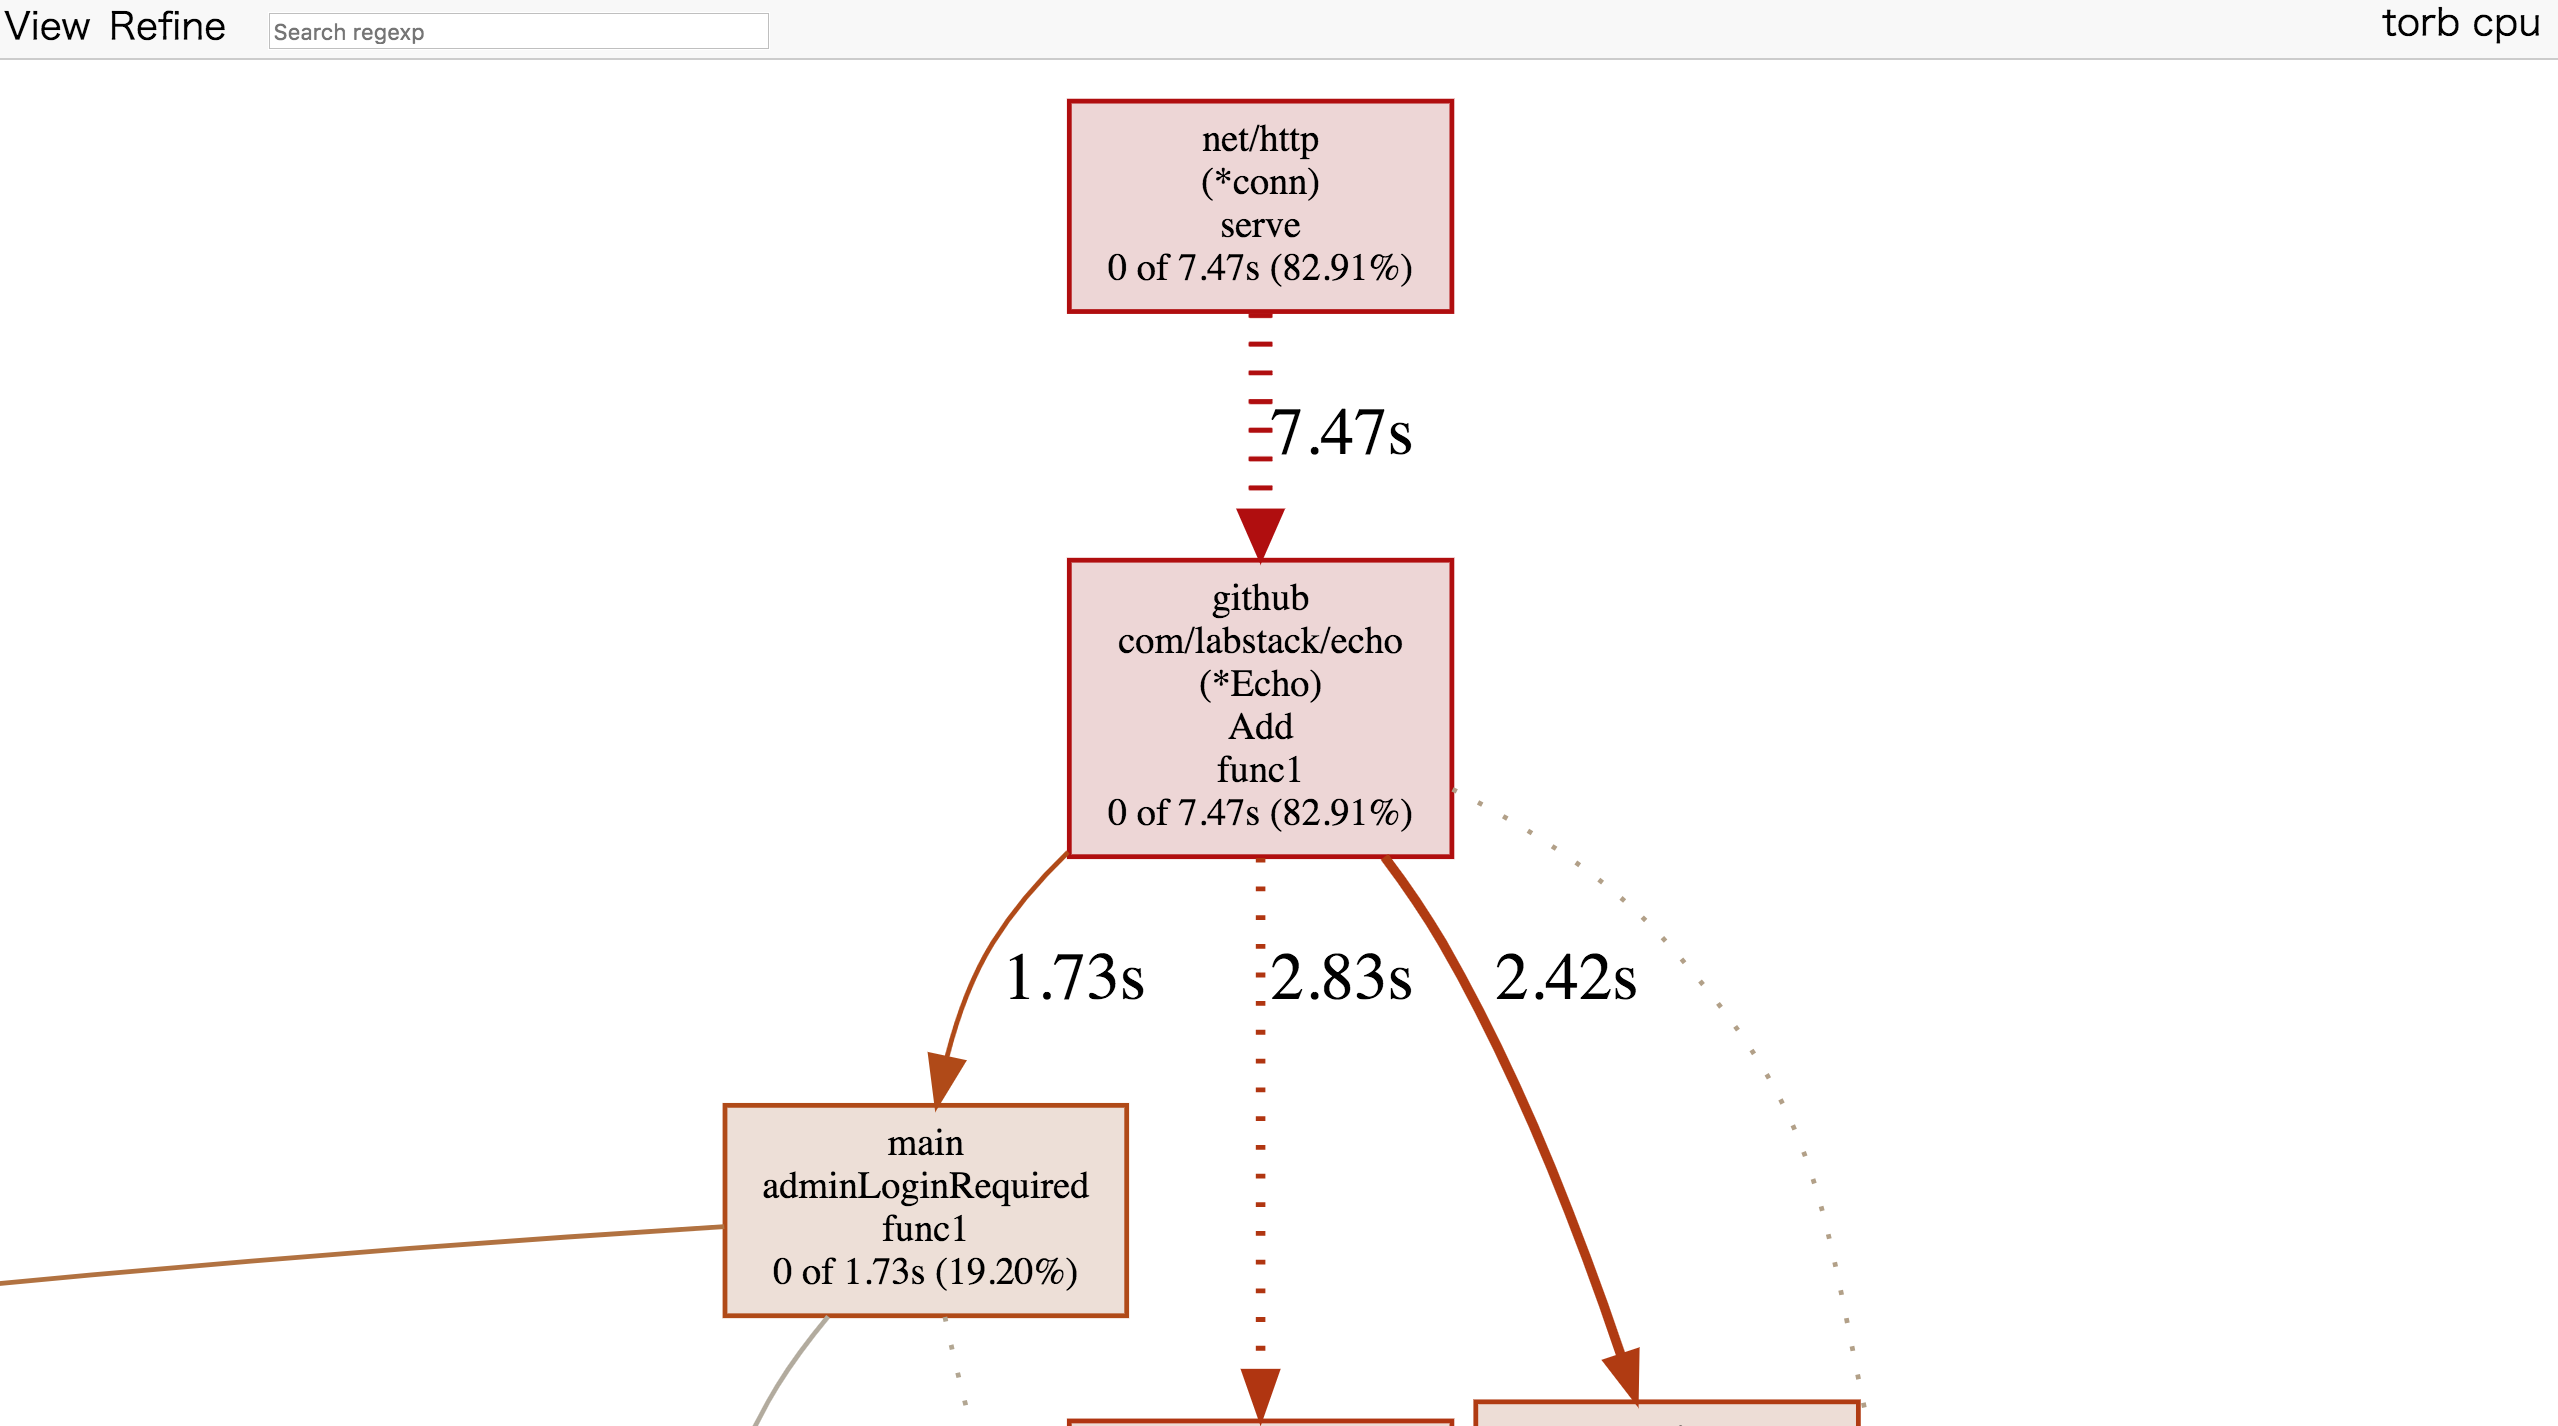 View Refine
Search regexp
torb cpu
net/http
(*conn)
serve
0 of 7.47s (82.91%)
7.47s
github
com/labstack/echo
(*Echo)
Add
func1
0 of 7.47s (82.91%)
1.73s
2.83s
2.42s
main
adminLoginRequired
func1
0 of 1.73s (19.20%)